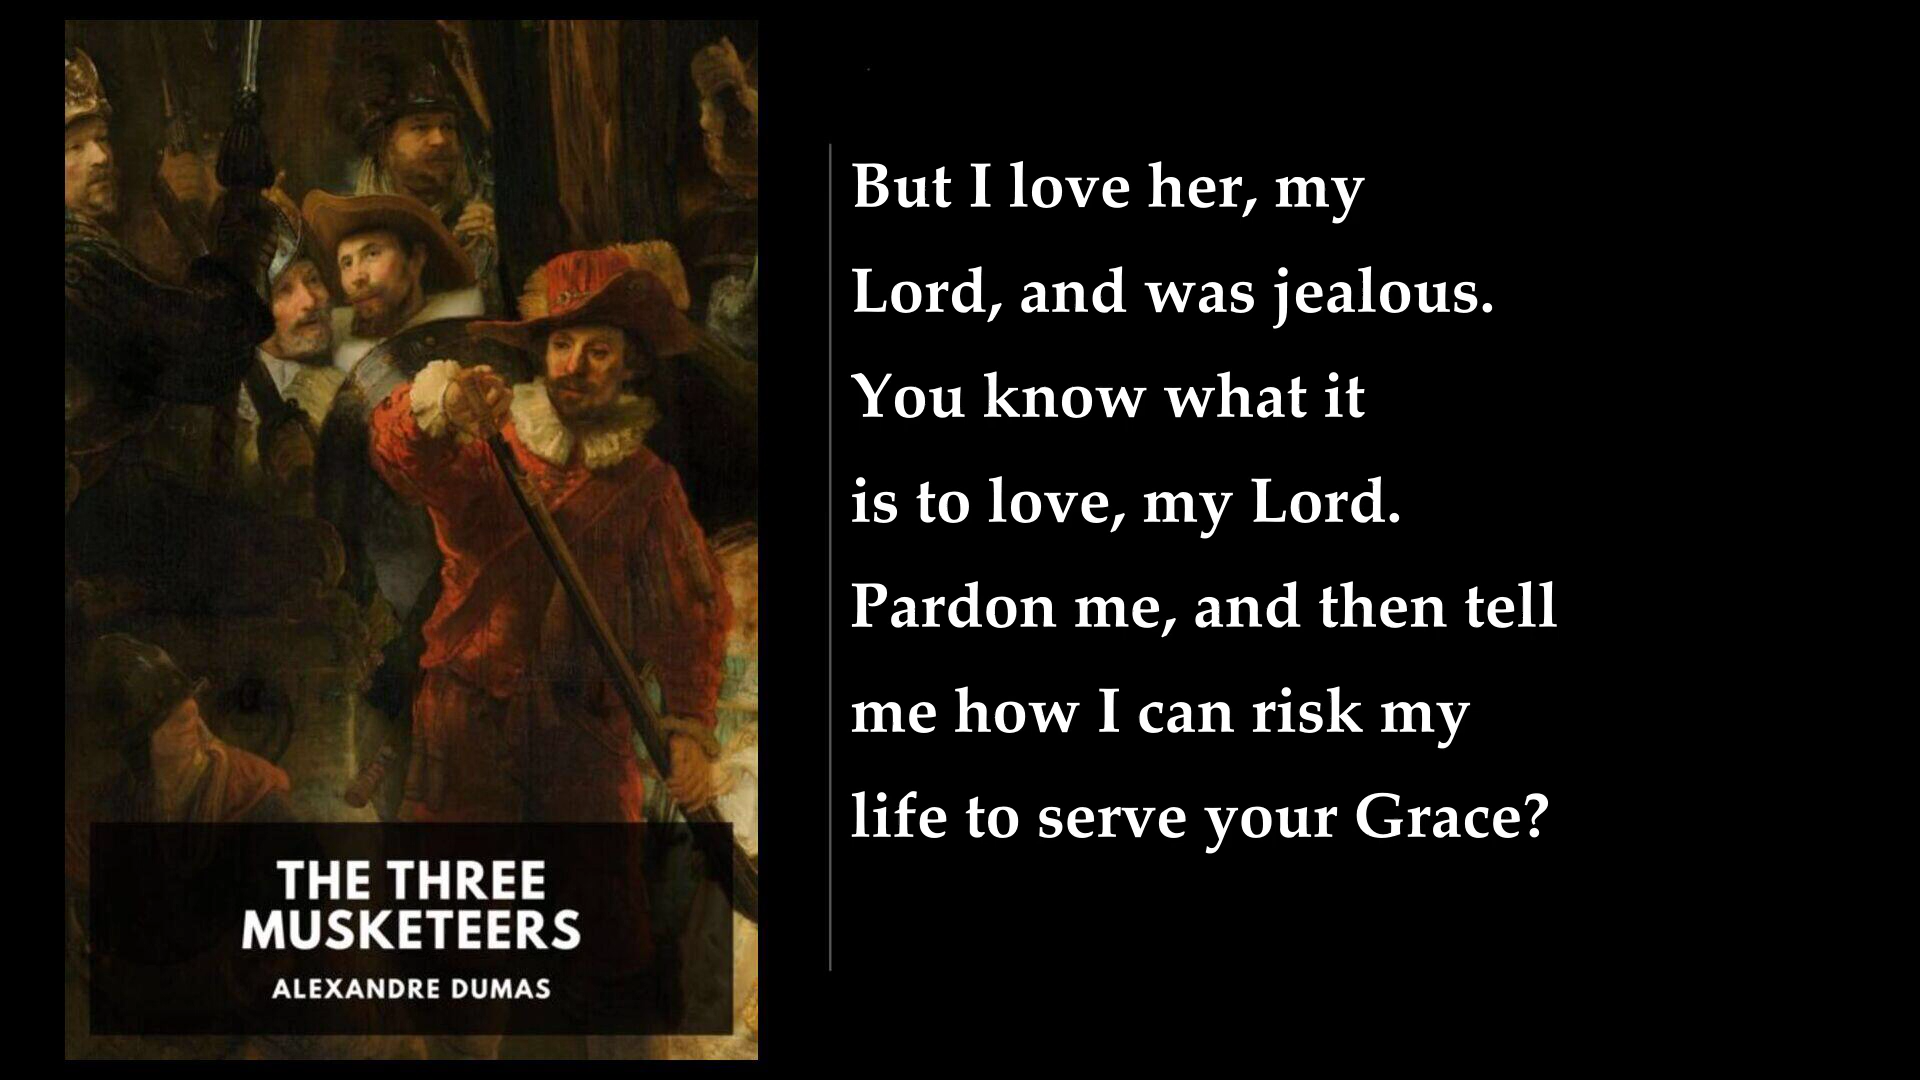 THE THREE
MUSKETEERS
ALEXANDRE DUMAS
But I love her, my
Lord, and was jealous.
You know what it
is to love, my Lord.
Pardon me, and then tell
me how I can risk my
life to serve your Grace?